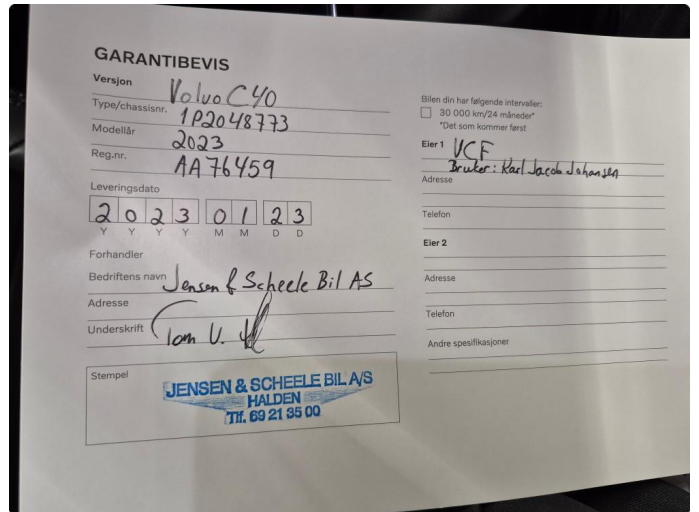 GARANTIBEVIS
Versjon Volvo C40
Type/chassisnr. 1P2048773
Modellår 2023
Reg.nr. AA76459
Leveringsdato
2 0 2 3 0 1 2 3
Y Y Y Y M M D D
Forhandler
Bedriftens navn Jensen & Scheele Bil AS
Adresse
Underskrift Tom V.
Stempel
JENSEN & SCHEELE BIL A/S
HALDEN
Tlf. 69 21 35 00
Bilen din har følgende intervaller:
30 000 km/24 måneder*
*Det som kommer først
Eier 1 VCF
Bruker: Karl Jacob Johansen
Adresse
Telefon
Eier 2
Adresse
Telefon
Andre spesifikasjoner